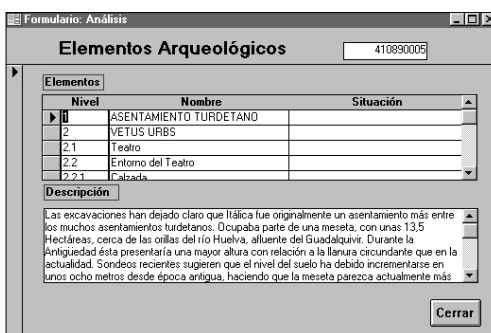 Formulario: Análisis
Elementos Arqueológicos
410890005
Elementos
Nivel Nombre Situación
1 ASENTAMIENTO TURDETANO
2 VETUS URBS
2.1 Teatro
2.2 Entorno del Teatro
2.2.1 Calzada
Descripción
Las excavaciones han dejado claro que Itálica fue originalmente un asentamiento más entre
los muchos asentamientos turdetanos. Ocupaba parte de una meseta, con unas 13,5
Hectáreas, cerca de las orillas del río Huelva, afluente del Guadalquivir. Durante la
Antigüedad ésta presentaría una mayor altura con relación a la llanura circundante que en la
actualidad. Sondeos recientes sugieren que el nivel del suelo ha debido incrementarse en
unos ocho metros desde época antigua, haciendo que la meseta parezca actualmente más
Cerrar